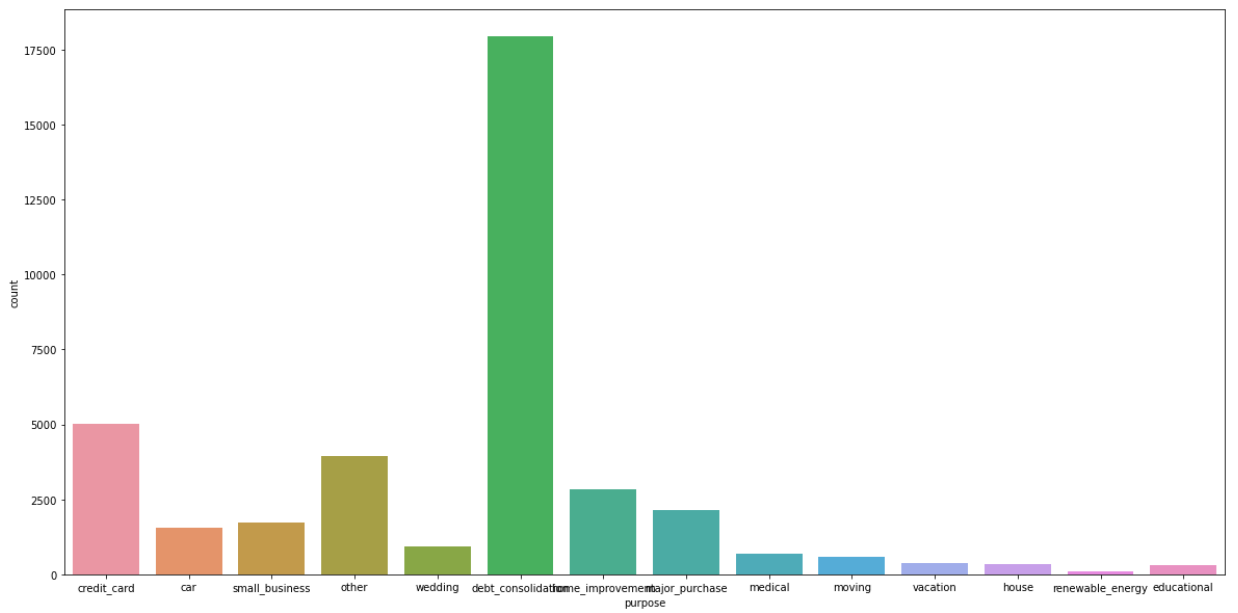 17500
15000
12500
10000
7500
5000
2500
0
count
credit_card car small_business other wedding debt_consolidation home_improvement major_purchase medical moving vacation house renewable_energy educational
purpose